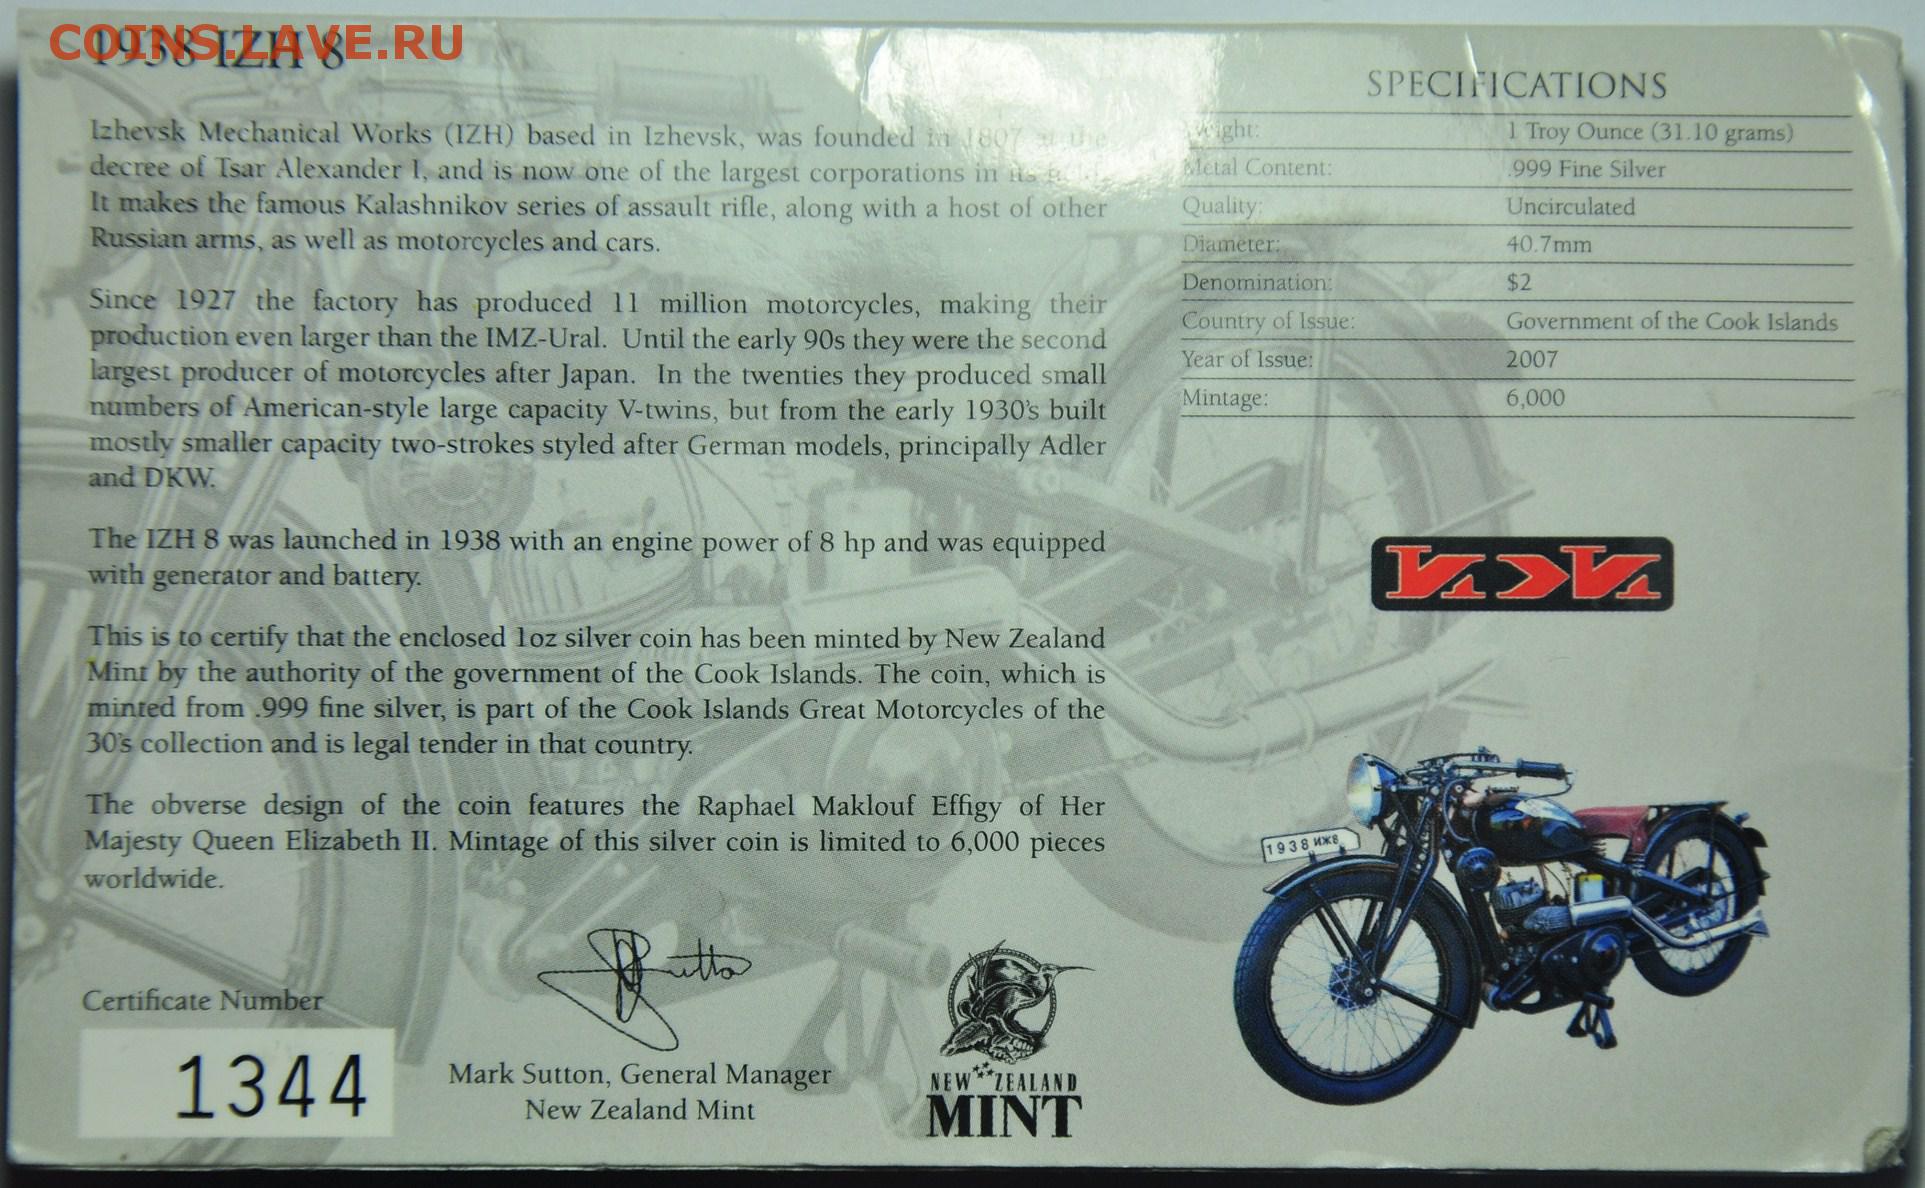 COINS.LAVE.RU
1938 IZH 8
Izhevsk Mechanical Works (IZH) based in Izhevsk, was founded in 1807 at the
decree of Tsar Alexander I, and is now one of the largest corporations in its field.
It makes the famous Kalashnikov series of assault rifle, along with a host of other
Russian arms, as well as motorcycles and cars.
Since 1927 the factory has produced 11 million motorcycles, making their
production even larger than the IMZ-Ural. Until the early 90s they were the second
largest producer of motorcycles after Japan. In the twenties they produced small
numbers of American-style large capacity V-twins, but from the early 1930's built
mostly smaller capacity two-strokes styled after German models, principally Adler
and DKW.
The IZH 8 was launched in 1938 with an engine power of 8 hp and was equipped
with generator and battery.
This is to certify that the enclosed 1oz silver coin has been minted by New Zealand
Mint by the authority of the government of the Cook Islands. The coin, which is
minted from .999 fine silver, is part of the Cook Islands Great Motorcycles of the
30's collection and is legal tender in that country.
The obverse design of the coin features the Raphael Maklouf Effigy of Her
Majesty Queen Elizabeth II. Mintage of this silver coin is limited to 6,000 pieces
worldwide.
Certificate Number
1344
Sutton
Mark Sutton, General Manager
New Zealand Mint
NEW ZEALAND
MINT
SPECIFICATIONS
Weight: 1 Troy Ounce (31.10 grams)
Metal Content: .999 Fine Silver
Quality: Uncirculated
Diameter: 40.7mm
Denomination: $2
Country of Issue: Government of the Cook Islands
Year of Issue: 2007
Mintage: 6,000
1938 ИЖ8